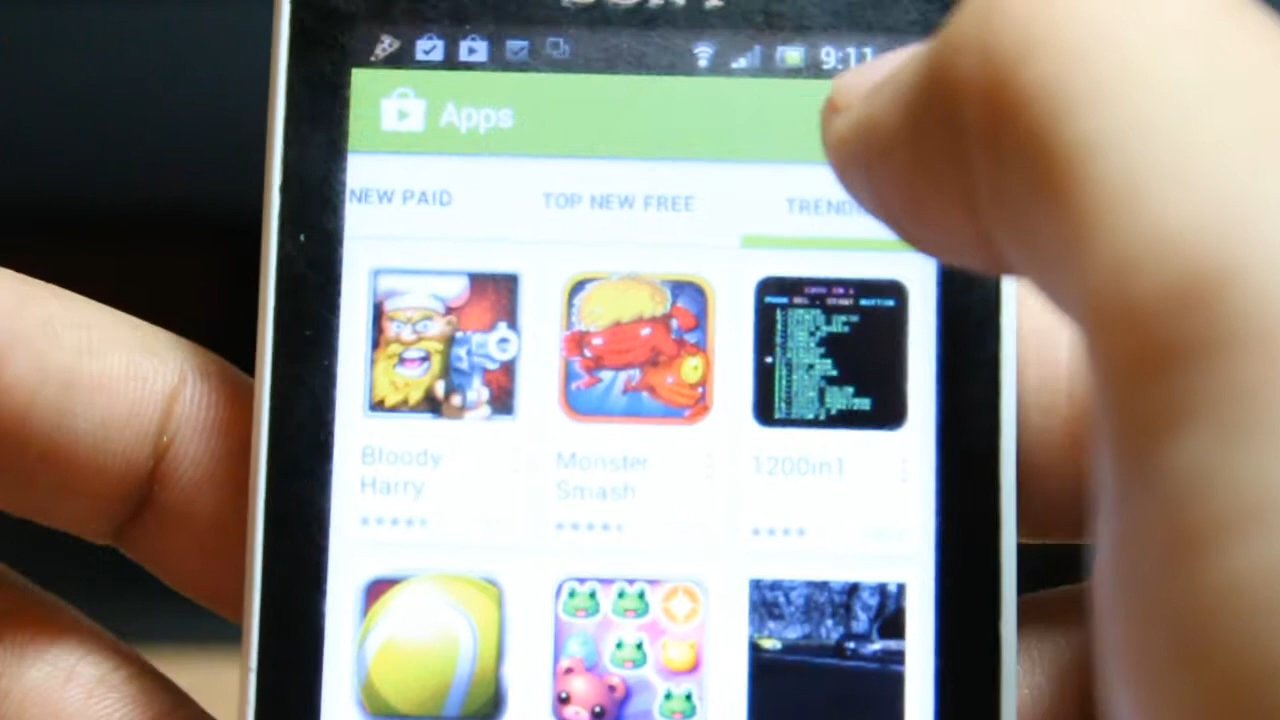 SONY
9:11
Apps
NEW PAID
TOP NEW FREE
TREND
Bloody
Harry
Monster
Smash
1200in1